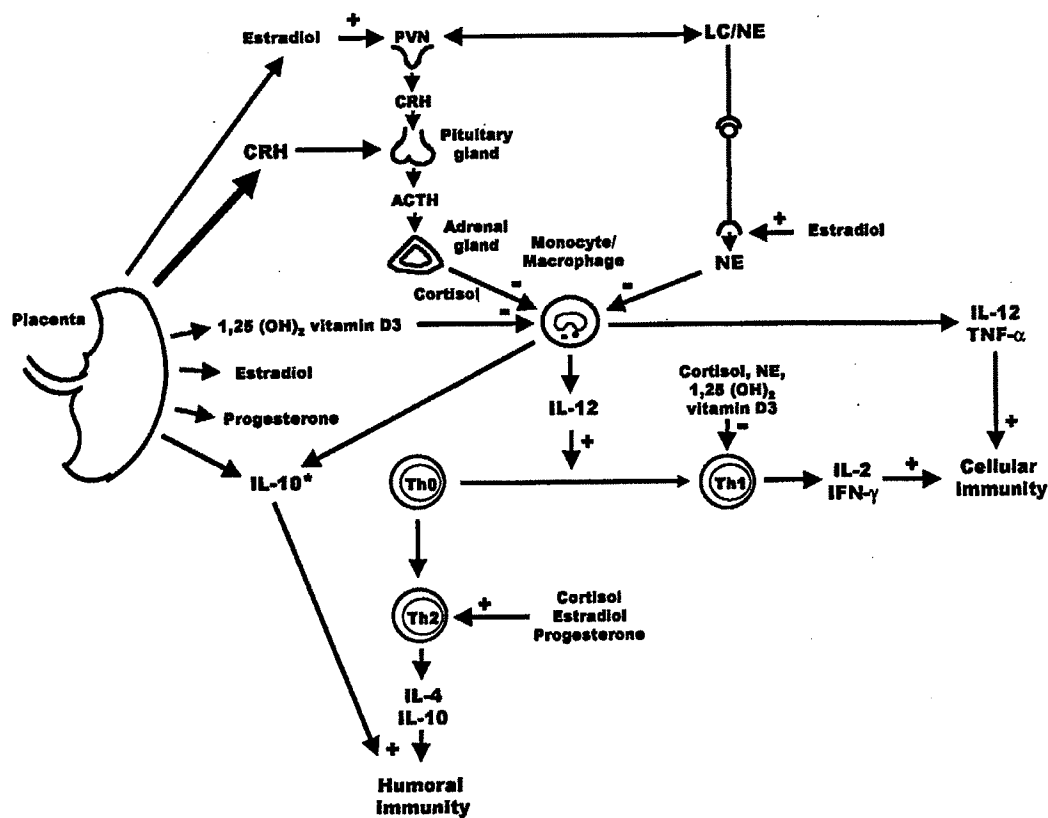 Estradiol
+
PVN
LC/NE
CRH
CRH
Pitultary
gland
ACTH
Adrenal
gland
Monocyte/
Macrophage
+
Estradiol
NE
Cortisol
-
-
-
Placenta
1,25 (OH)₂ vitamin D3
IL-12
TNF-α
Estradiol
Progesterone
IL-12
+
Cortisol, NE,
1,25 (OH)₂
vitamin D3
-
+
IL-10*
Th0
Th1
IL-2
IFN-γ
+
Cellular
immunity
Th2
+
Cortisol
Estradiol
Progesterone
IL-4
IL-10
+
Humoral
immunity